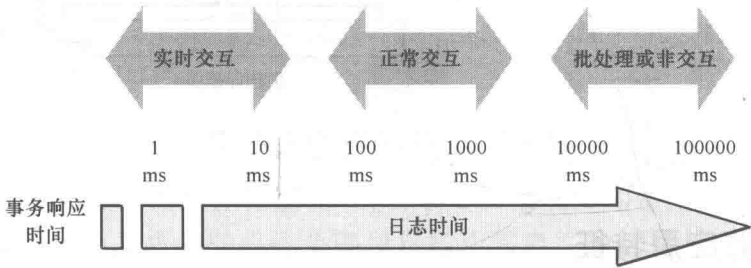 实时交互 正常交互 批处理或非交互
1 10 100 1000 10000 100000
ms ms ms ms ms ms
事务响应
时间
日志时间